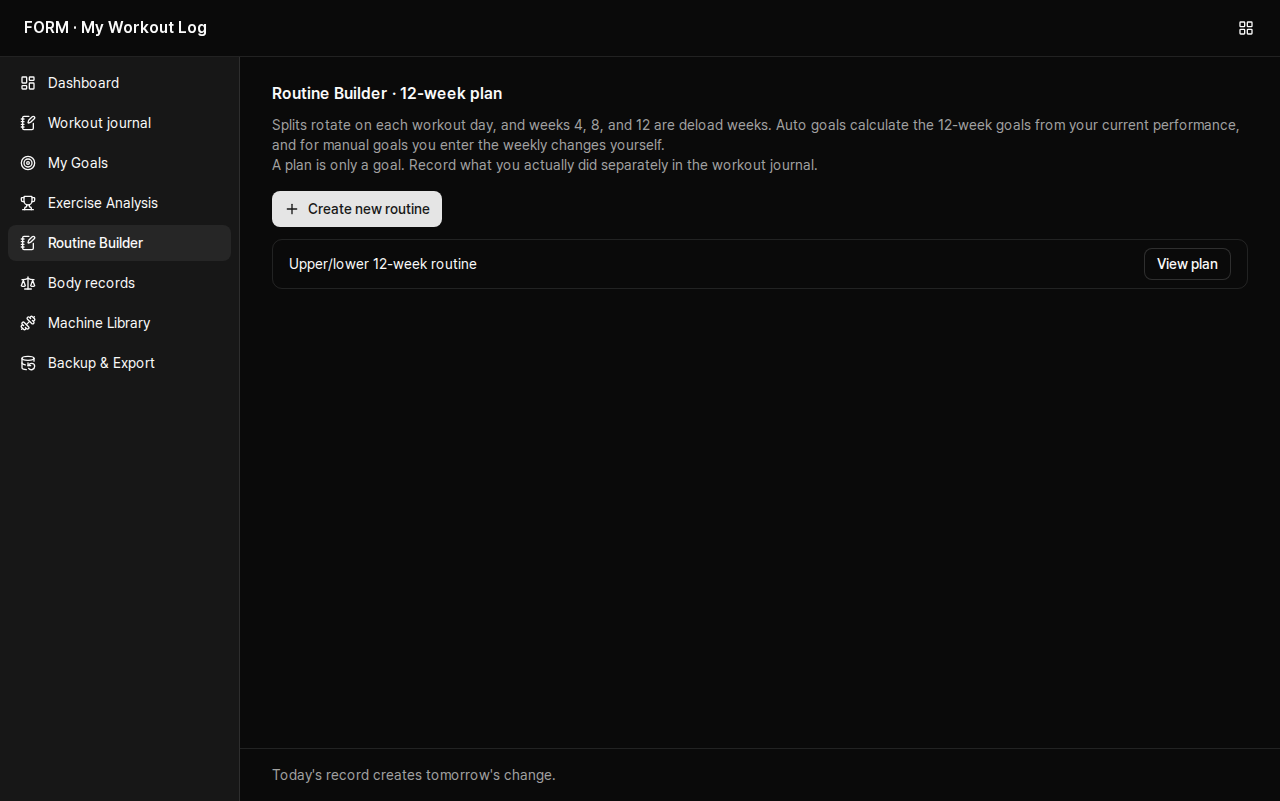 FORM · My Workout Log
Dashboard
Workout journal
My Goals
Exercise Analysis
Routine Builder
Body records
Machine Library
Backup & Export
Routine Builder · 12-week plan
Splits rotate on each workout day, and weeks 4, 8, and 12 are deload weeks. Auto goals calculate the 12-week goals from your current performance,
and for manual goals you enter the weekly changes yourself.
A plan is only a goal. Record what you actually did separately in the workout journal.
Create new routine
Upper/lower 12-week routine
View plan
Today's record creates tomorrow's change.